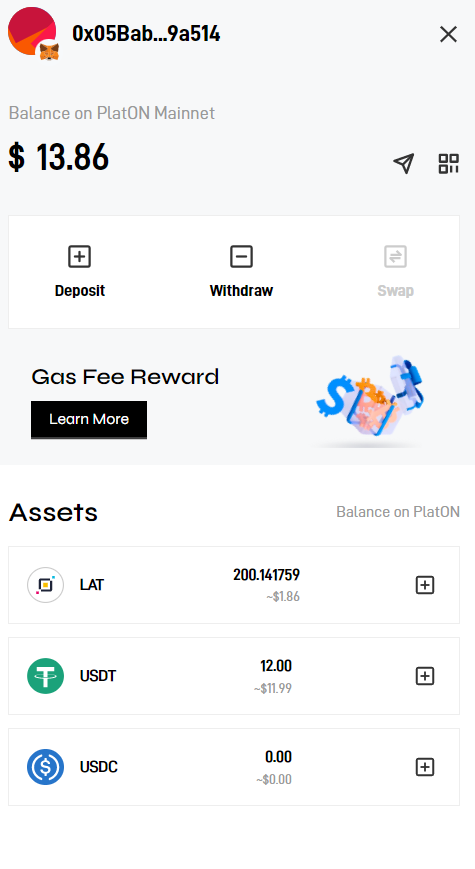 0x05Bab...9a514
Balance on PlatON Mainnet
$ 13.86
Deposit
Withdraw
Swap
Gas Fee Reward
Learn More
Assets
Balance on PlatON
LAT
200.141759
~$1.86
USDT
12.00
~$11.99
USDC
0.00
~$0.00